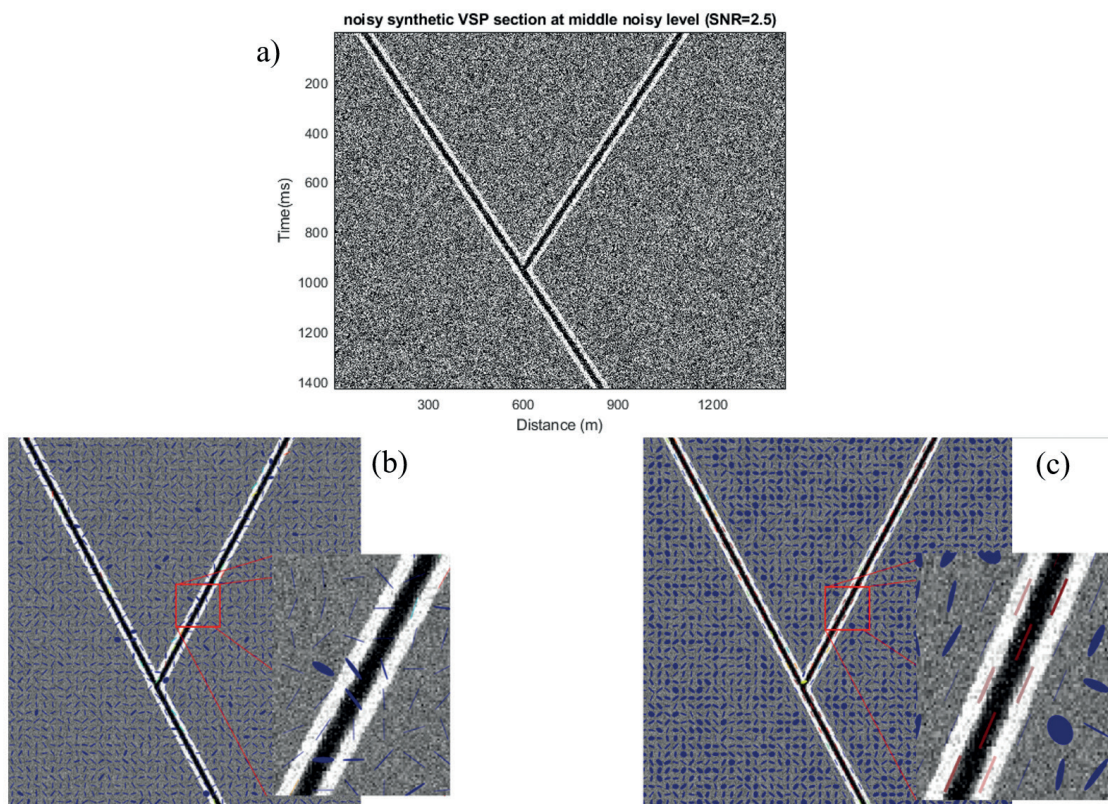 noisy synthetic VSP section at middle noisy level (SNR=2.5)
a)
200
400
600
800
1000
1200
1400
Time(ms)
300 600 900 1200
Distance (m)
(b)
(c)